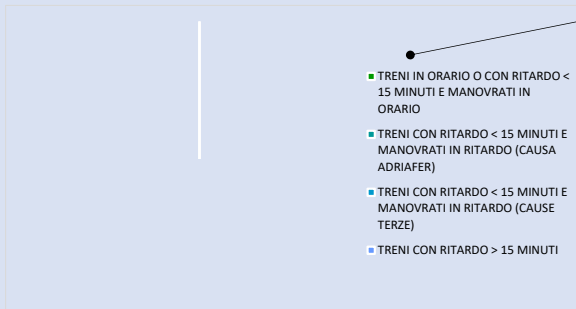 TRENI IN ORARIO O CON RITARDO <
15 MINUTI E MANOVRATI IN
ORARIO
TRENI CON RITARDO < 15 MINUTI E
MANOVRATI IN RITARDO (CAUSA
ADRIAFER)
TRENI CON RITARDO < 15 MINUTI E
MANOVRATI IN RITARDO (CAUSE
TERZE)
TRENI CON RITARDO > 15 MINUTI